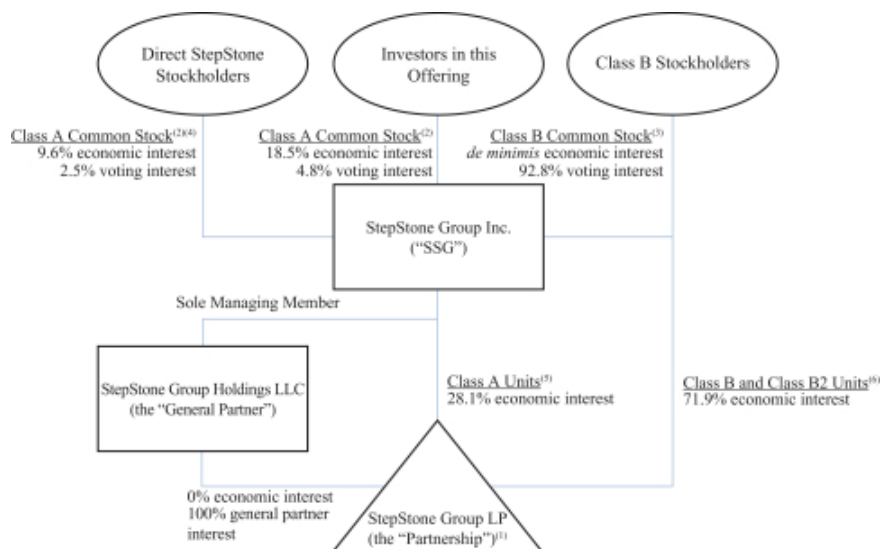 Direct StepStone
Stockholders
Investors in this
Offering
Class B Stockholders
Class A Common Stock(2)(4)
9.6% economic interest
2.5% voting interest
Class A Common Stock(2)
18.5% economic interest
4.8% voting interest
Class B Common Stock(3)
de minimis economic interest
92.8% voting interest
StepStone Group Inc.
(“SSG”)
Sole Managing Member
StepStone Group Holdings LLC
(the “General Partner”)
Class A Units(5)
28.1% economic interest
Class B and Class B2 Units(6)
71.9% economic interest
0% economic interest
100% general partner
interest
StepStone Group LP
(the “Partnership”)(1)